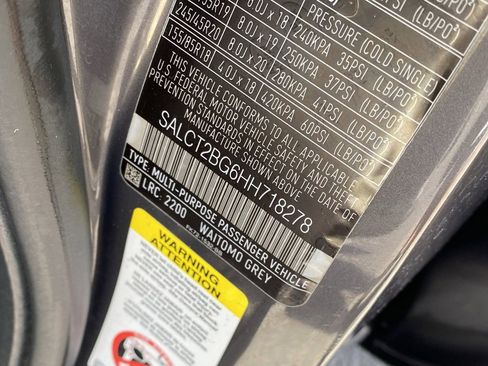 PRESSURE (COLD SINGLE)
R19 8.0J x 18 240KPA 35PSI (LB/PO²
245/45R20 8.0J x 19 250KPA 37PSI (LB/PO²)
155/85R18 8.0J x 20 280KPA 41PSI (LB/PO²)
4.0J x 18 420KPA 60PSI (LB/PO²)
THIS VEHICLE CONFORMS TO ALL APPLICABLE
U.S. FEDERAL MOTOR VEHICLE SAFETY AND THEFT
PREVENTION STANDARDS IN EFFECT ON THE DATE OF
MANUFACTURE SHOWN ABOVE
SALCT2BG6HH718278
TYPE: MULTI-PURPOSE PASSENGER VEHICLE
LRC: 2200 WAITOMO GREY
WARNING
ATTENTION